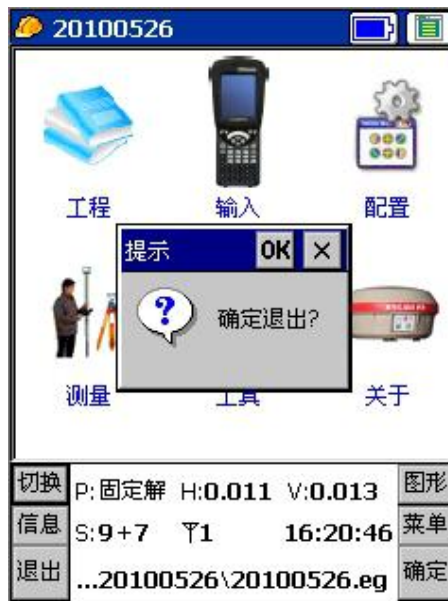 20100526
工程 输入 配置
提示 OK ×
确定退出?
测量 工具 关于
切换 P:固定解 H:0.011 V:0.013 图形
信息 S:9+7 1 16:20:46 菜单
退出 ...20100526\20100526.eg 确定